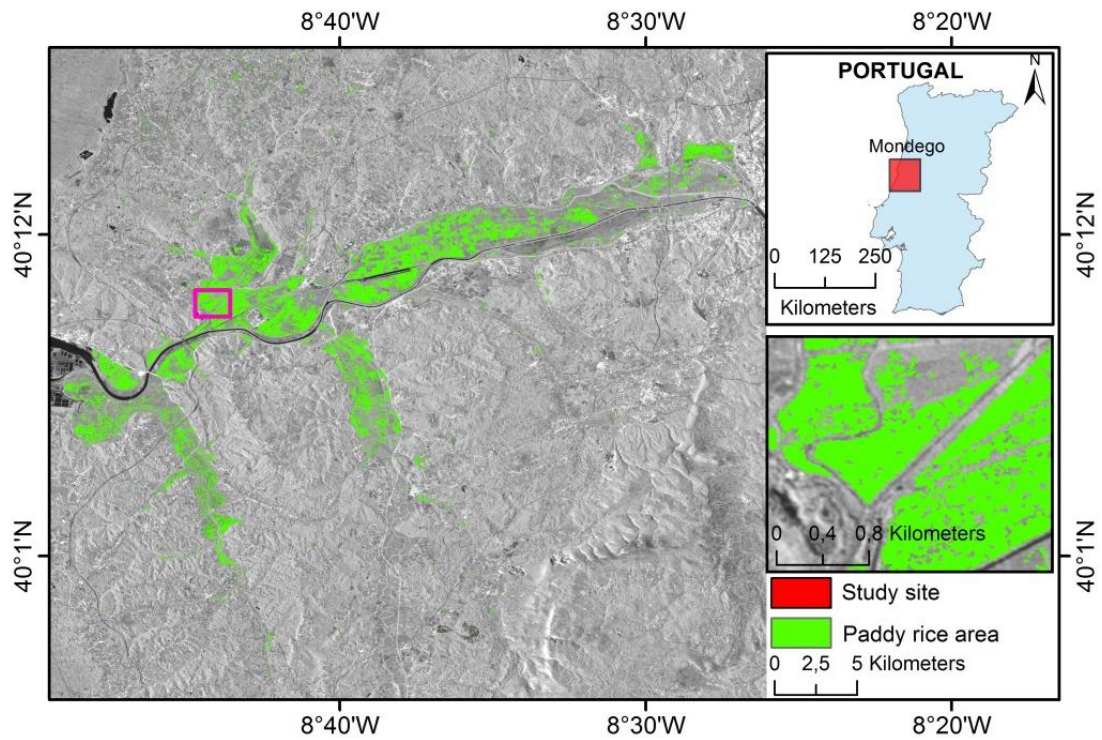 8°40'W 8°30'W 8°20'W
PORTUGAL
N
Mondego
0 125 250
Kilometers
40°12'N
40°12'N
0 0,4 0,8 Kilometers
40°1'N
40°1'N
Study site
Paddy rice area
0 2,5 5 Kilometers
8°40'W 8°30'W 8°20'W